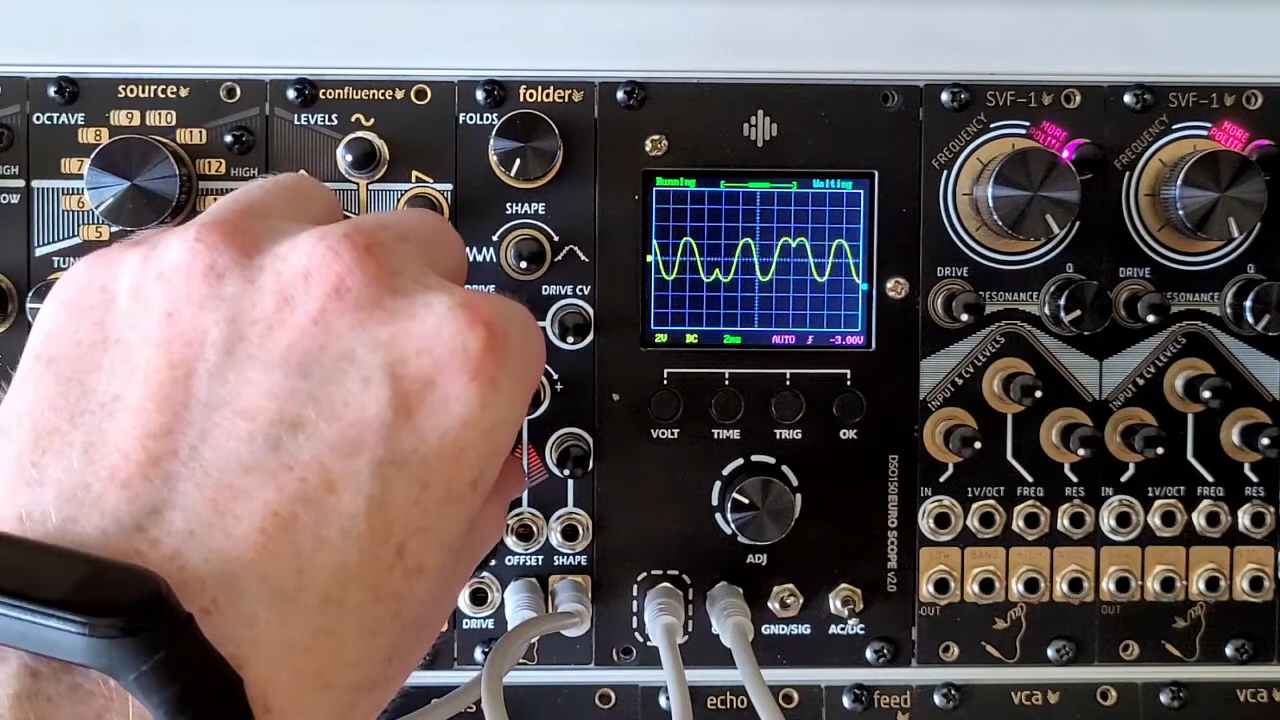 source
confluence
folder
SVF-1
SVF-1
OCTAVE
9
10
8
11
7
12
6
5
HIGH
LEVELS
FOLDS
SHAPE
DRIVE CV
OFFSET
SHAPE
DRIVE
Running
Waiting
2V
DC
2ms
AUTO
-3.00V
VOLT
TIME
TRIG
OK
ADJ
DSO150 EURO SCOPE v2.0
GND/SIG
AC/DC
FREQUENCY
MORE
POLITE
DRIVE
Q
RESONANCE
INPUT & CV LEVELS
IN
1V/OCT
FREQ
RES
OUT
FREQUENCY
MORE
POLITE
DRIVE
Q
RESONANCE
INPUT & CV LEVELS
IN
1V/OCT
FREQ
RES
OUT
echo
feed
vca
vca